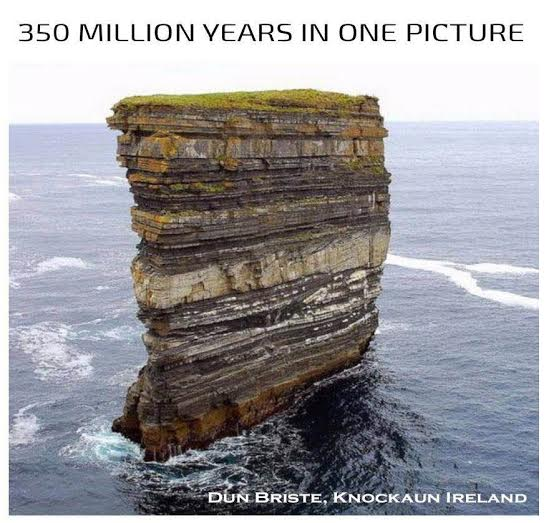 350 MILLION YEARS IN ONE PICTURE
DUN BRISTE, KNOCKAUN IRELAND